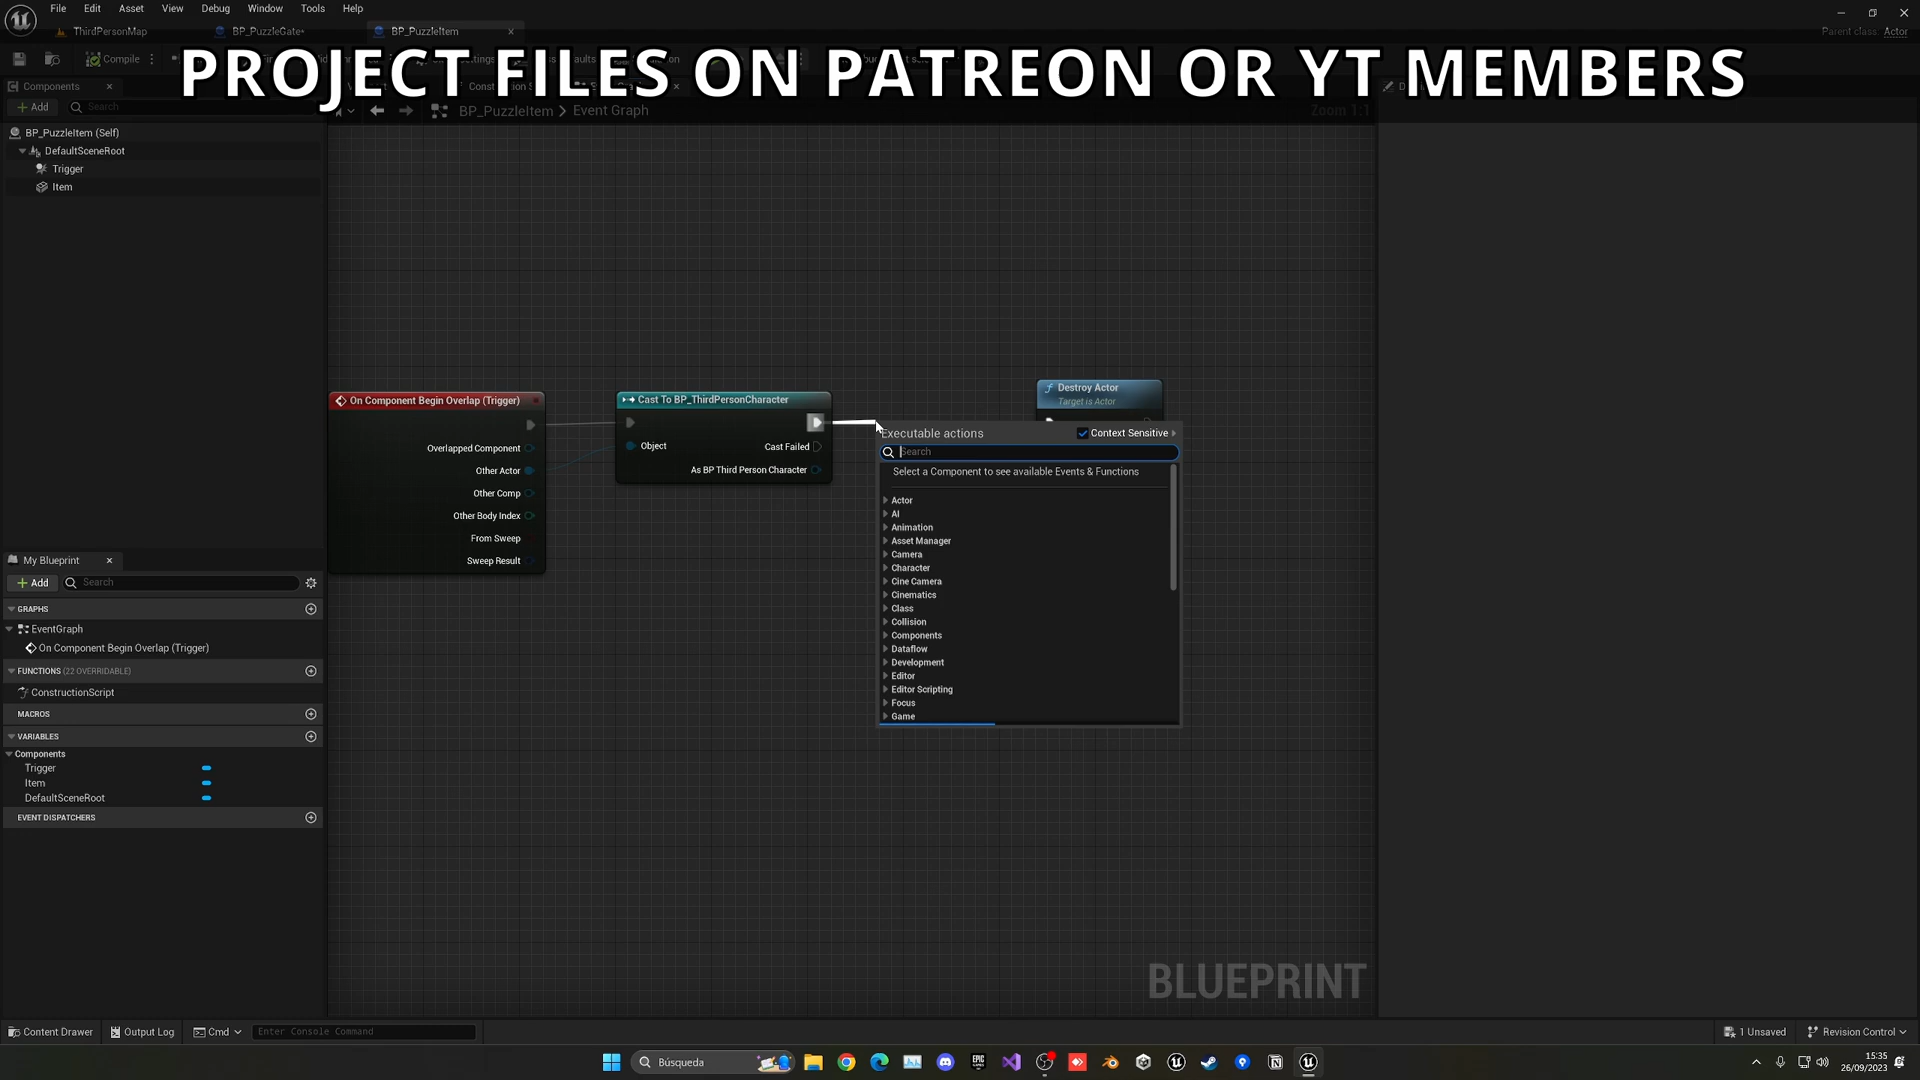 File Edit Asset View Debug Window Tools Help
ThirdPersonMap
BP_PuzzleGate*
BP_PuzzleItem
Parent class: Actor
Compile
PROJECT FILES ON PATREON OR YT MEMBERS
Components
Add
Search
BP_PuzzleItem > Event Graph
Zoom 1:1
BP_PuzzleItem (Self)
DefaultSceneRoot
Trigger
Item
Destroy Actor
Target is Actor
On Component Begin Overlap (Trigger)
Overlapped Component
Other Actor
Other Comp
Other Body Index
From Sweep
Sweep Result
Cast To BP_ThirdPersonCharacter
Object
Cast Failed
As BP Third Person Character
Executable actions
Context Sensitive
Search
Select a Component to see available Events & Functions
Actor
AI
Animation
Asset Manager
Camera
Character
Cine Camera
Cinematics
Class
Collision
Components
Dataflow
Development
Editor
Editor Scripting
Focus
Game
My Blueprint
Add
Search
GRAPHS
EventGraph
On Component Begin Overlap (Trigger)
FUNCTIONS (22 OVERRIDABLE)
ConstructionScript
MACROS
VARIABLES
Components
Trigger
Item
DefaultSceneRoot
EVENT DISPATCHERS
BLUEPRINT
Content Drawer
Output Log
Cmd
Enter Console Command
1 Unsaved
Revision Control
Búsqueda
15:35
26/09/2023